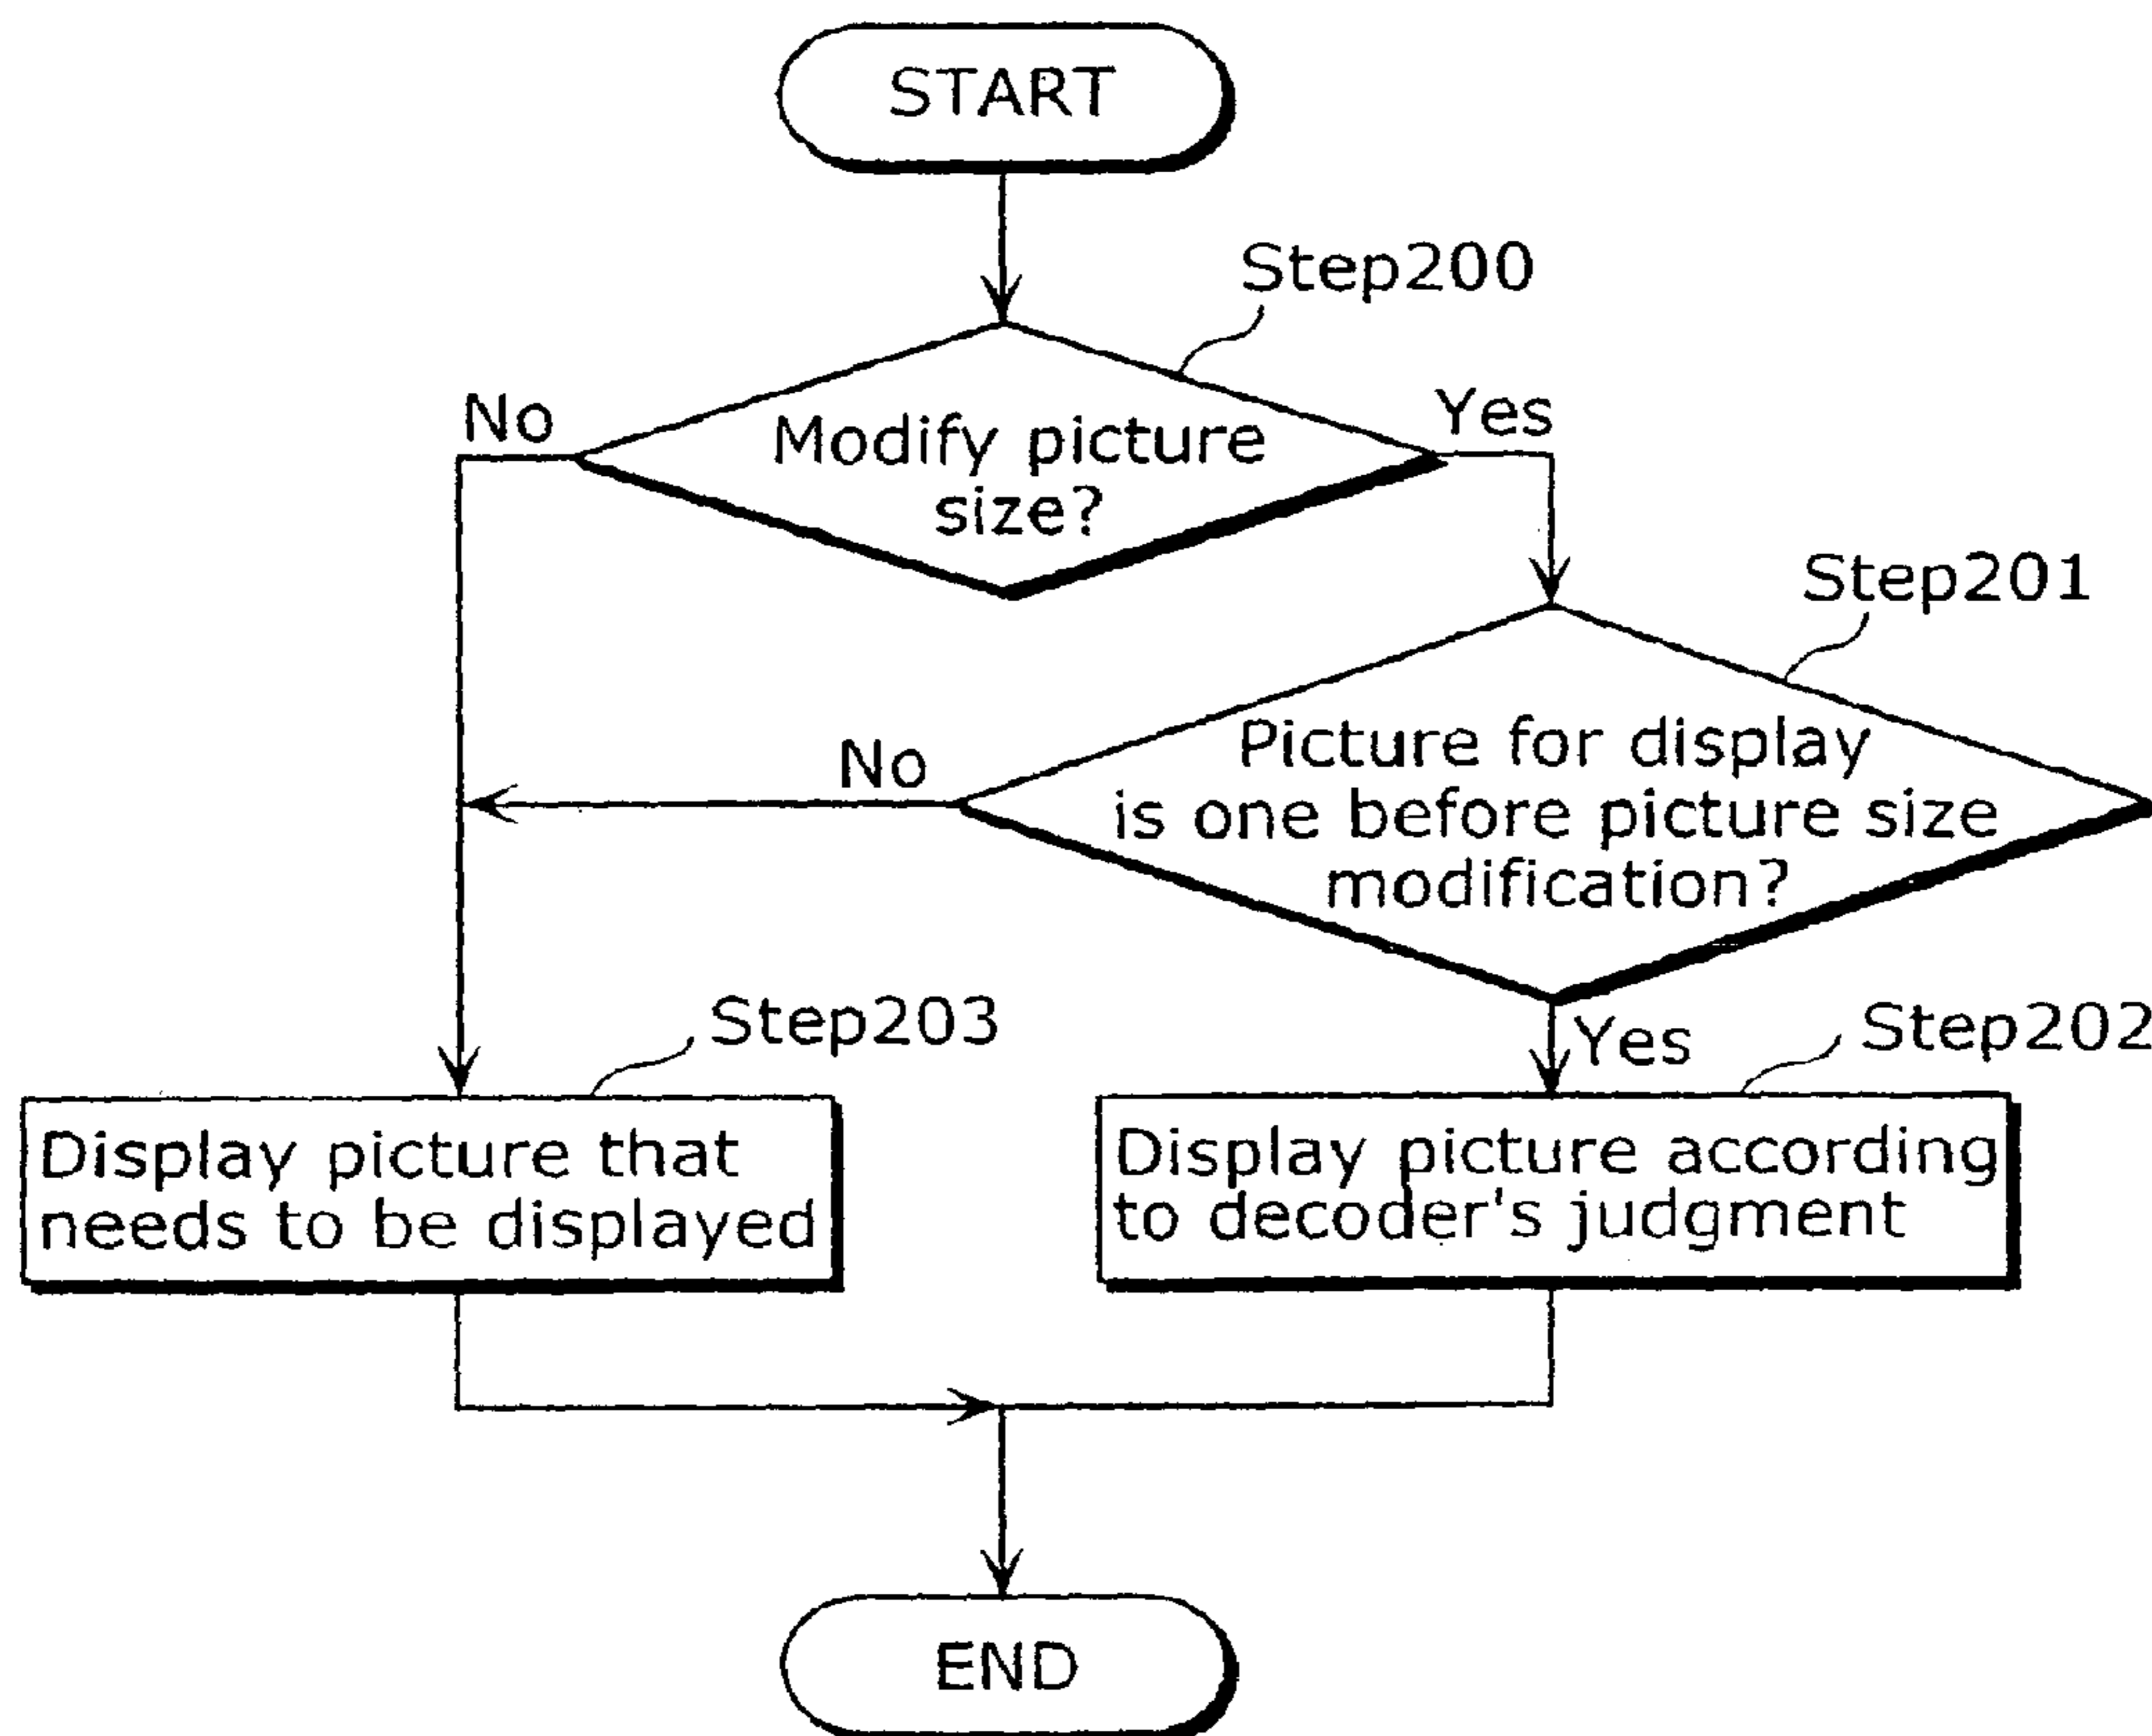 START
Step200
No
Yes
Modify picture
size?
Step201
No
Picture for display
is one before picture size
modification?
Step203
Yes
Step202
Display picture that
needs to be displayed
Display picture according
to decoder's judgment
END